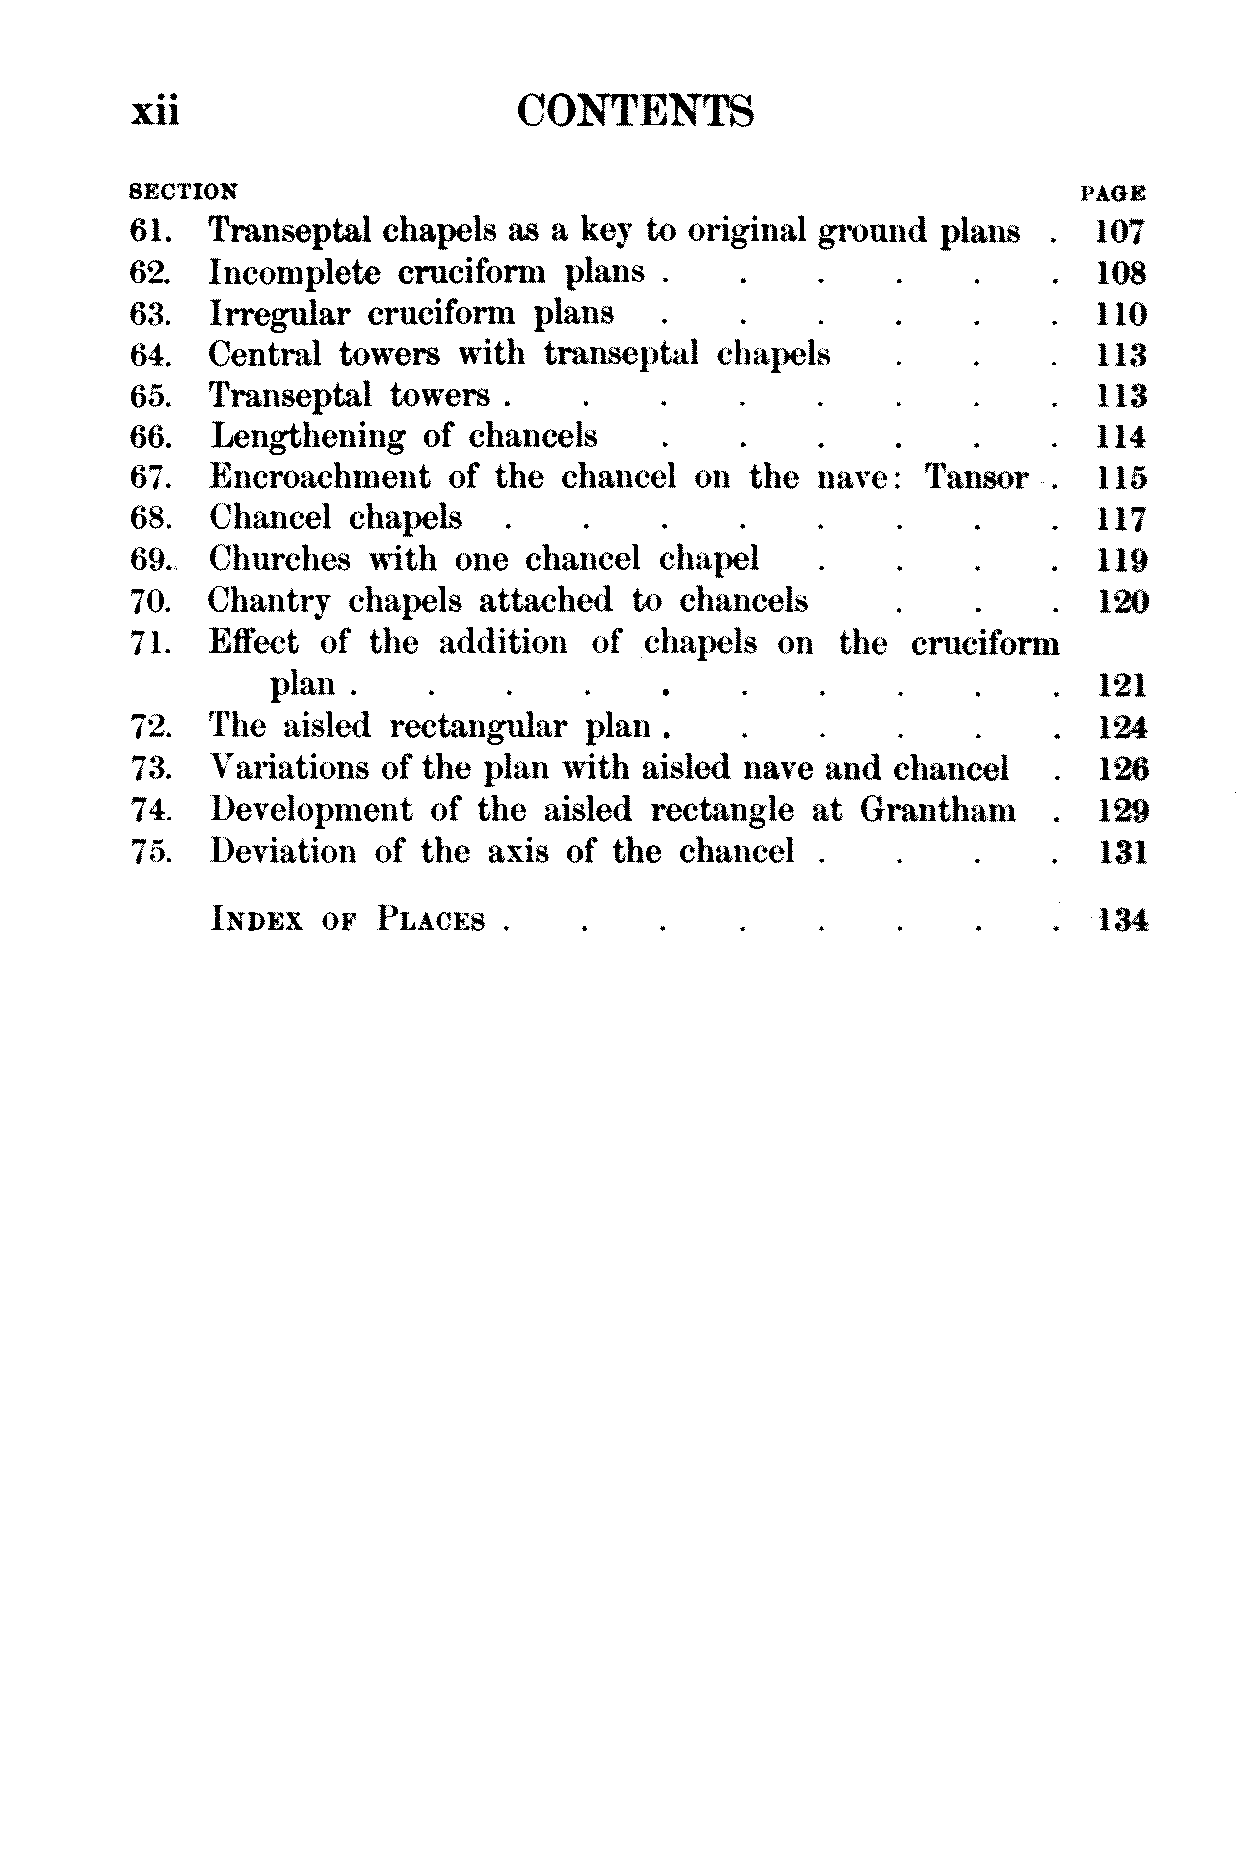 xii CONTENTS
SECTION PAGE
61. Transeptal chapels as a key to original ground plans . 107
62. Incomplete cruciform plans . . . . . . 108
63. Irregular cruciform plans . . . . . . 110
64. Central towers with transeptal chapels . . . 113
65. Transeptal towers . . . . . . . . 113
66. Lengthening of chancels . . . . . . 114
67. Encroachment of the chancel on the nave: Tansor . 115
68. Chancel chapels . . . . . . . . 117
69. Churches with one chancel chapel . . . . 119
70. Chantry chapels attached to chancels . . . 120
71. Effect of the addition of chapels on the cruciform
plan . . . . . . . . . . 121
72. The aisled rectangular plan . . . . . . 124
73. Variations of the plan with aisled nave and chancel . 126
74. Development of the aisled rectangle at Grantham . 129
75. Deviation of the axis of the chancel . . . . 131
INDEX OF PLACES . . . . . . . . 134